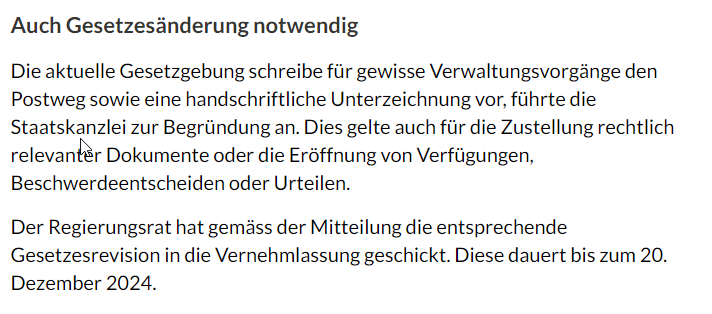 Auch Gesetzesänderung notwendig
Die aktuelle Gesetzgebung schreibe für gewisse Verwaltungsvorgänge den
Postweg sowie eine handschriftliche Unterzeichnung vor, führte die
Staatskanzlei zur Begründung an. Dies gelte auch für die Zustellung rechtlich
relevanter Dokumente oder die Eröffnung von Verfügungen,
Beschwerdeentscheiden oder Urteilen.
Der Regierungsrat hat gemäss der Mitteilung die entsprechende
Gesetzesrevision in die Vernehmlassung geschickt. Diese dauert bis zum 20.
Dezember 2024.